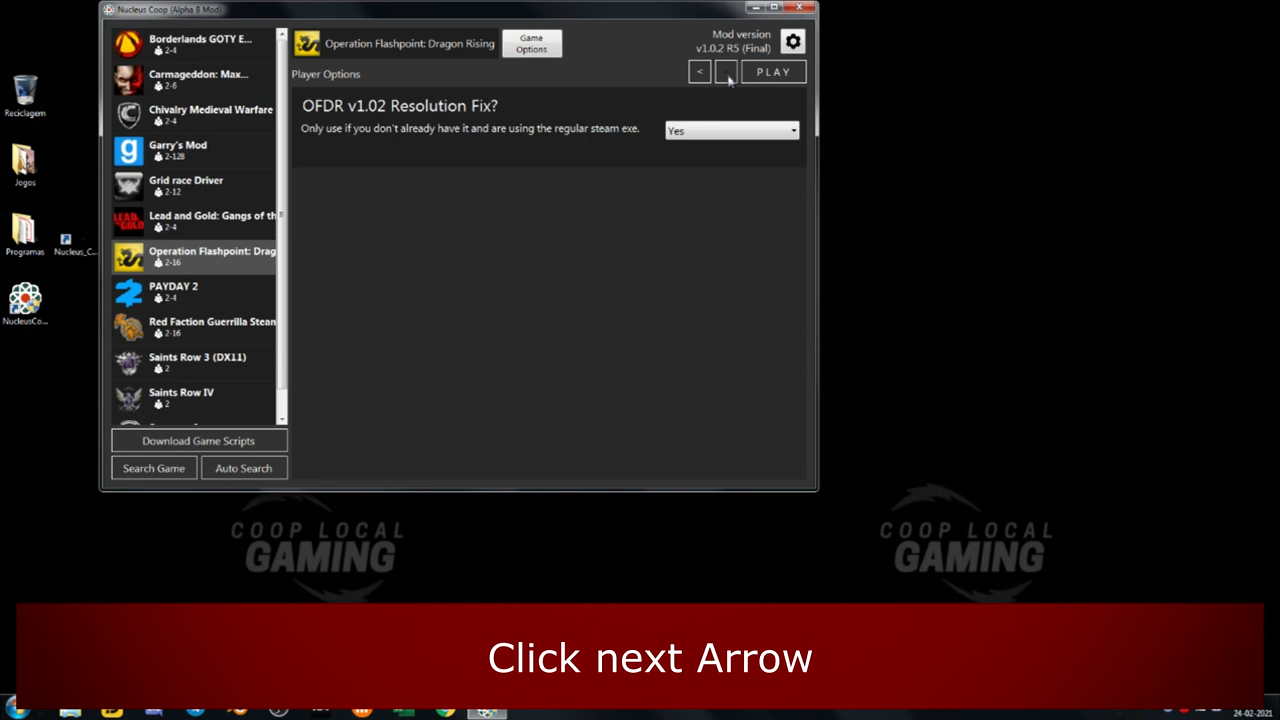 Nucleus Coop (Alpha 8 Mod)
Borderlands GOTY E...
2-4
Carmageddon: Max...
2-6
Chivalry Medieval Warfare
2-4
Garry's Mod
2-128
Grid race Driver
2-12
Lead and Gold: Gangs of th
2-4
Operation Flashpoint: Drag
2-16
PAYDAY 2
2-4
Red Faction Guerrilla Stean
2-16
Saints Row 3 (DX11)
2
Saints Row IV
2
Download Game Scripts
Search Game
Auto Search
Operation Flashpoint: Dragon Rising
Game
Options
Mod version
v1.0.2 R5 (Final)
Player Options
<
PLAY
OFDR v1.02 Resolution Fix?
Only use if you don't already have it and are using the regular steam exe.
Yes
Reciclagem
Jogos
Programas
Nucleus_C...
NucleusCo...
COOP LOCAL
GAMING
COOP LOCAL
GAMING
Click next Arrow
24-02-2021